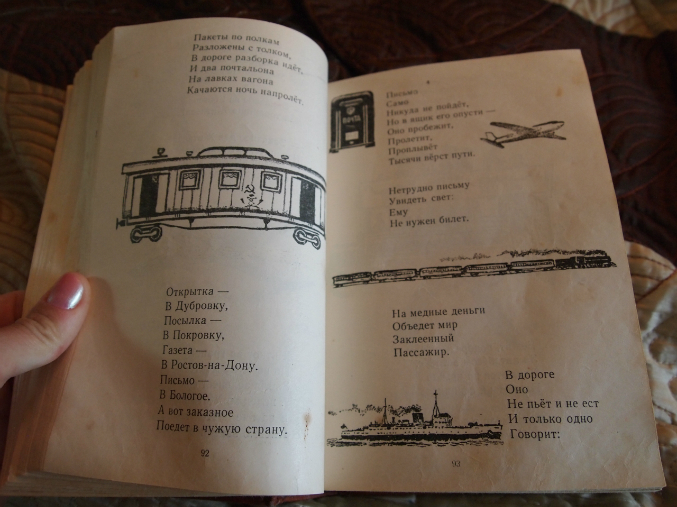 Пакеты по полкам
Разложены с толком,
В дороге разборка идёт,
И два почтальона
На лавках вагона
Качаются ночь напролёт.
Открытка —
В Дубровку,
Посылка —
В Покровку,
Газета —
В Ростов-на-Дону.
Письмо —
В Бологое.
А вот заказное
Поедет в чужую страну.
92
ПОЧТА
Письмо
Само
Никуда не пойдёт,
Но в ящик его опусти —
Оно пробежит,
Пролетит,
Проплывёт
Тысячи вёрст пути.
Нетрудно письму
Увидеть свет:
Ему
Не нужен билет.
На медные деньги
Объедет мир
Заклеенный
Пассажир.
В дороге
Оно
Не пьёт и не ест
И только одно
Говорит:
93